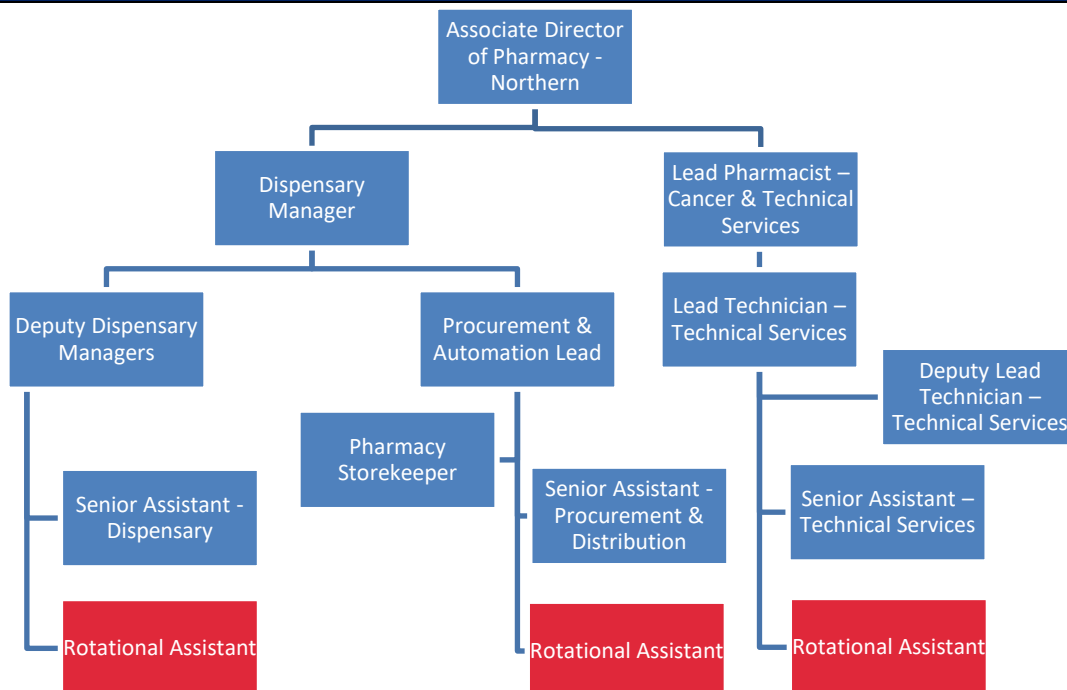 Associate Director
of Pharmacy -
Northern
Dispensary
Manager
Lead Pharmacist –
Cancer & Technical
Services
Deputy Dispensary
Managers
Procurement &
Automation Lead
Lead Technician –
Technical Services
Deputy Lead
Technician –
Technical Services
Pharmacy
Storekeeper
Senior Assistant -
Dispensary
Senior Assistant -
Procurement &
Distribution
Senior Assistant –
Technical Services
Rotational Assistant
Rotational Assistant
Rotational Assistant